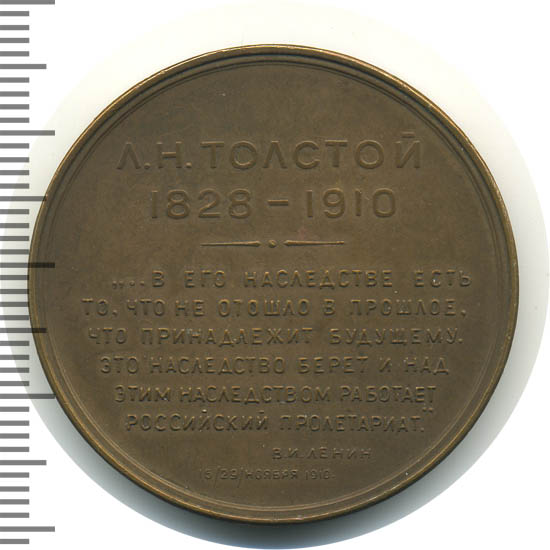 Л.Н.ТОЛСТОЙ
1828-1910
„... В ЕГО НАСЛЕДСТВЕ ЕСТЬ
ТО, ЧТО НЕ ОТОШЛО В ПРОШЛОЕ,
ЧТО ПРИНАДЛЕЖИТ БУДУЩЕМУ.
ЭТО НАСЛЕДСТВО БЕРЕТ И НАД
ЭТИМ НАСЛЕДСТВОМ РАБОТАЕТ
РОССИЙСКИЙ ПРОЛЕТАРИАТ."
В.И.ЛЕНИН
16/29/НОЯБРЯ 1910